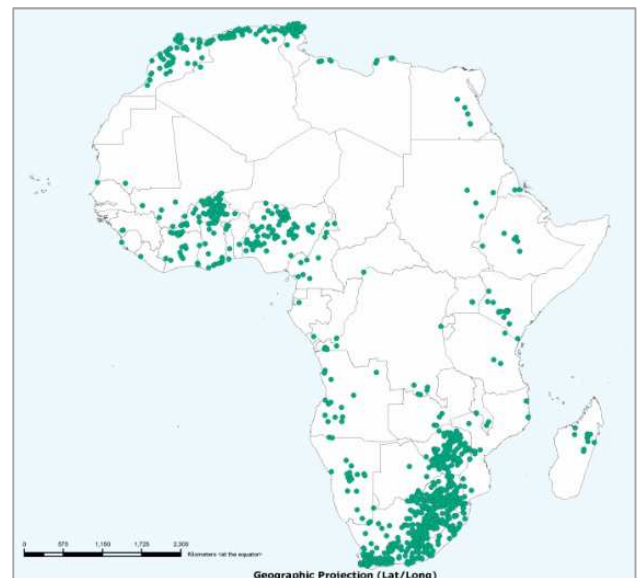 0 575 1,150 1,725 2,300
Kilometers (at the equator)
Geographic Projection (Lat/Long)